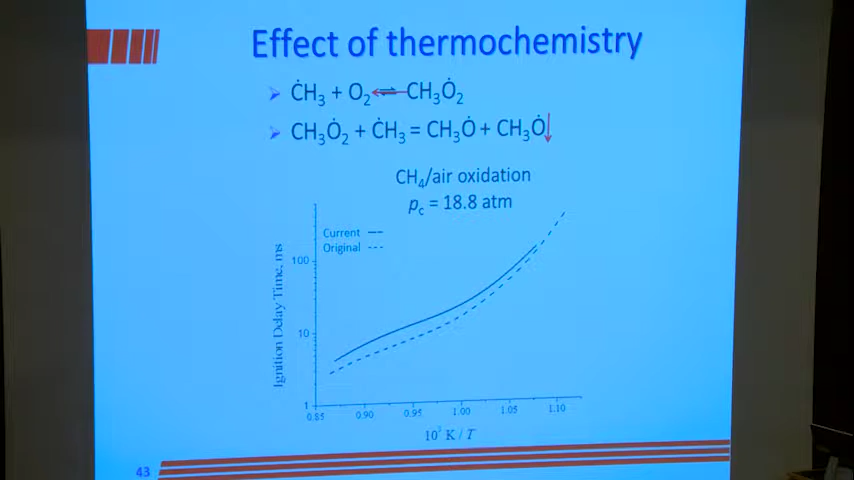 Effect of thermochemistry
ĊH₃ + O₂ ⇌ CH₃Ȯ₂
CH₃Ȯ₂ + ĊH₃ = CH₃Ȯ + CH₃Ȯ
CH₄/air oxidation
p꜀ = 18.8 atm
Current
Original
Ignition Delay Time, ms
100
10
1
0.85 0.90 0.95 1.00 1.05 1.10
10³ K / T
43